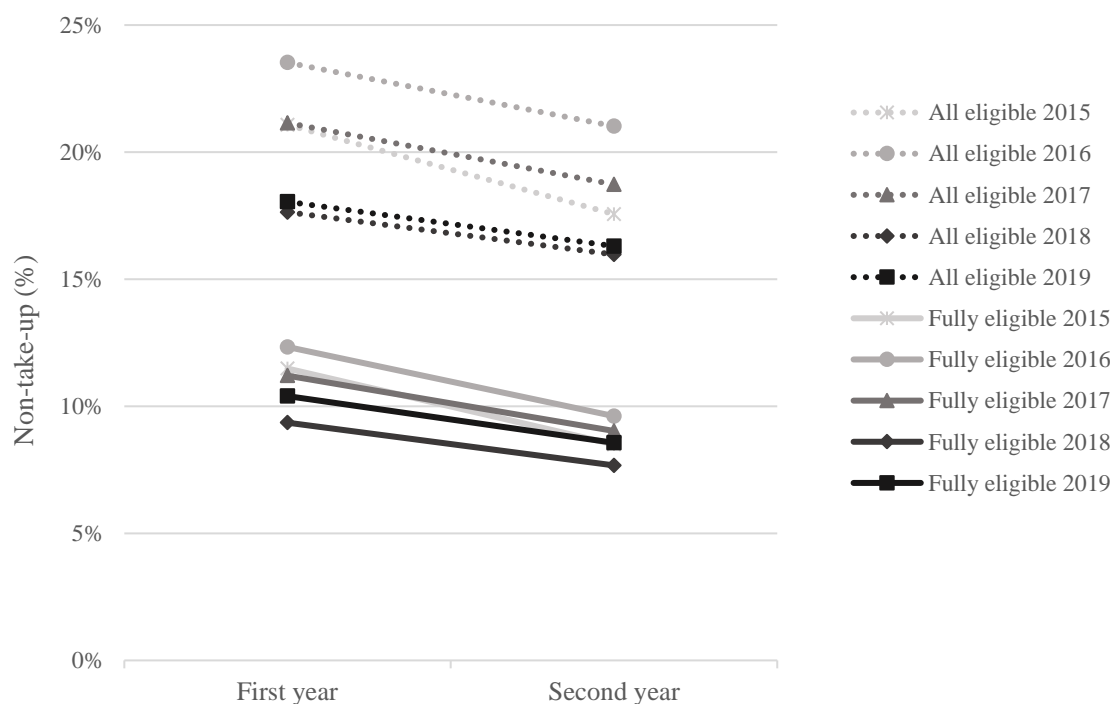 25%
20%
15%
10%
5%
0%
Non-take-up (%)
First year
Second year
All eligible 2015
All eligible 2016
All eligible 2017
All eligible 2018
All eligible 2019
Fully eligible 2015
Fully eligible 2016
Fully eligible 2017
Fully eligible 2018
Fully eligible 2019